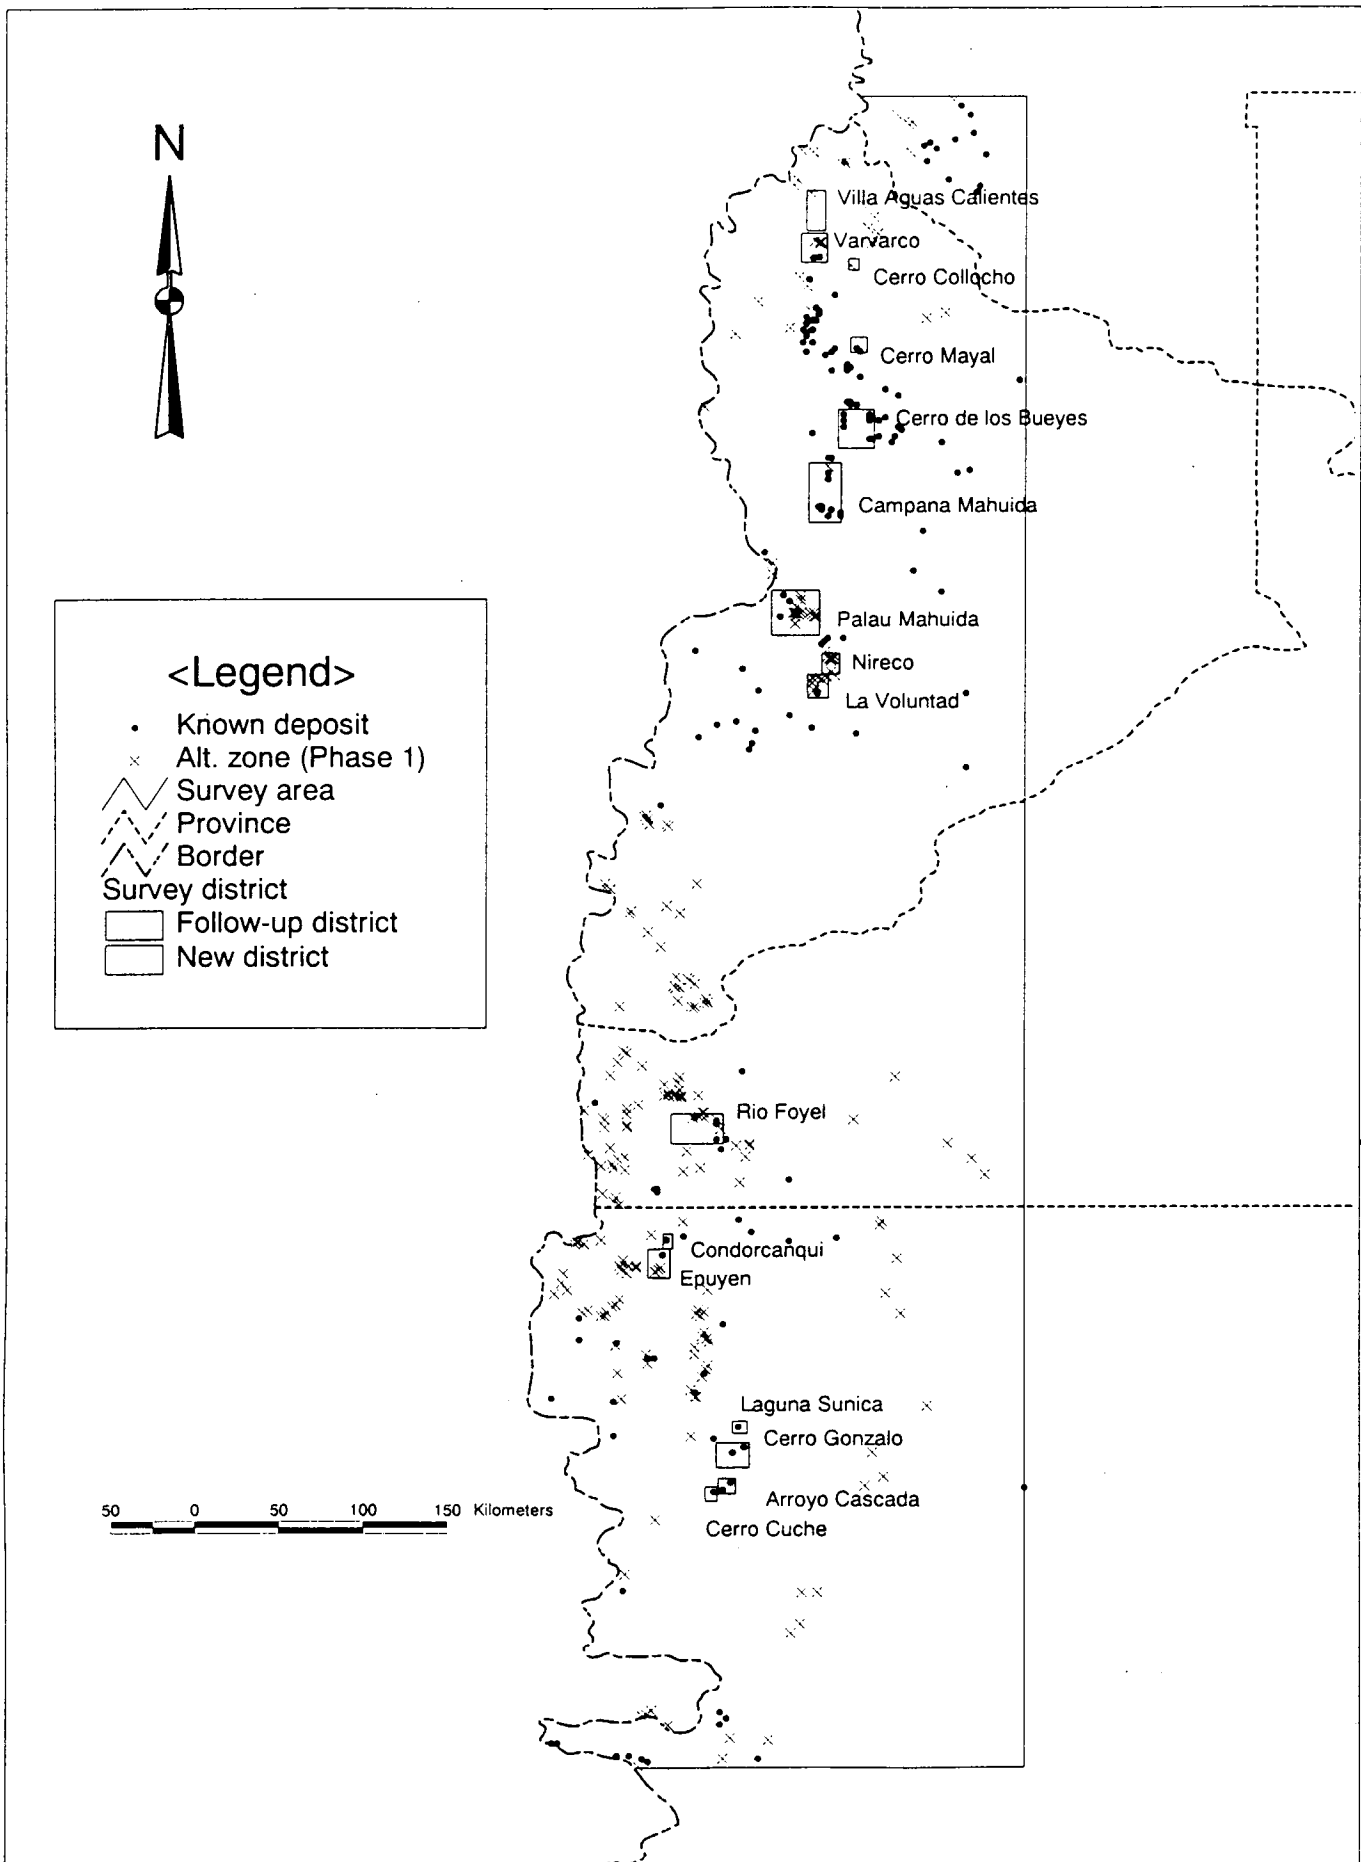 N
Villa Aguas Calientes
Varvarco
Cerro Collocho
Cerro Mayal
Cerro de los Bueyes
Campana Mahuida
Palau Mahuida
Nireco
La Voluntad
<Legend>
Known deposit
Alt. zone (Phase 1)
Survey area
Province
Border
Survey district
Follow-up district
New district
Rio Foyel
Condorcanqui
Epuyen
Laguna Sunica
Cerro Gonzalo
Arroyo Cascada
Cerro Cuche
50 0 50 100 150 Kilometers